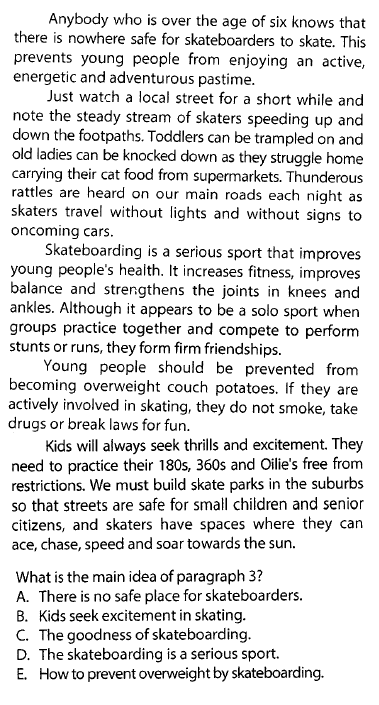 Anybody who is over the age of six knows that
there is nowhere safe for skateboarders to skate. This
prevents young people from enjoying an active,
energetic and adventurous pastime.
Just watch a local street for a short while and
note the steady stream of skaters speeding up and
down the footpaths. Toddlers can be trampled on and
old ladies can be knocked down as they struggle home
carrying their cat food from supermarkets. Thunderous
rattles are heard on our main roads each night as
skaters travel without lights and without signs to
oncoming cars.
Skateboarding is a serious sport that improves
young people's health. It increases fitness, improves
balance and strengthens the joints in knees and
ankles. Although it appears to be a solo sport when
groups practice together and compete to perform
stunts or runs, they form firm friendships.
Young people should be prevented from
becoming overweight couch potatoes. If they are
actively involved in skating, they do not smoke, take
drugs or break laws for fun.
Kids will always seek thrills and excitement. They
need to practice their 180s, 360s and Oilie's free from
restrictions. We must build skate parks in the suburbs
so that streets are safe for small children and senior
citizens, and skaters have spaces where they can
ace, chase, speed and soar towards the sun.
What is the main idea of paragraph 3?
A. There is no safe place for skateboarders.
B. Kids seek excitement in skating.
C. The goodness of skateboarding.
D. The skateboarding is a serious sport.
E. How to prevent overweight by skateboarding.